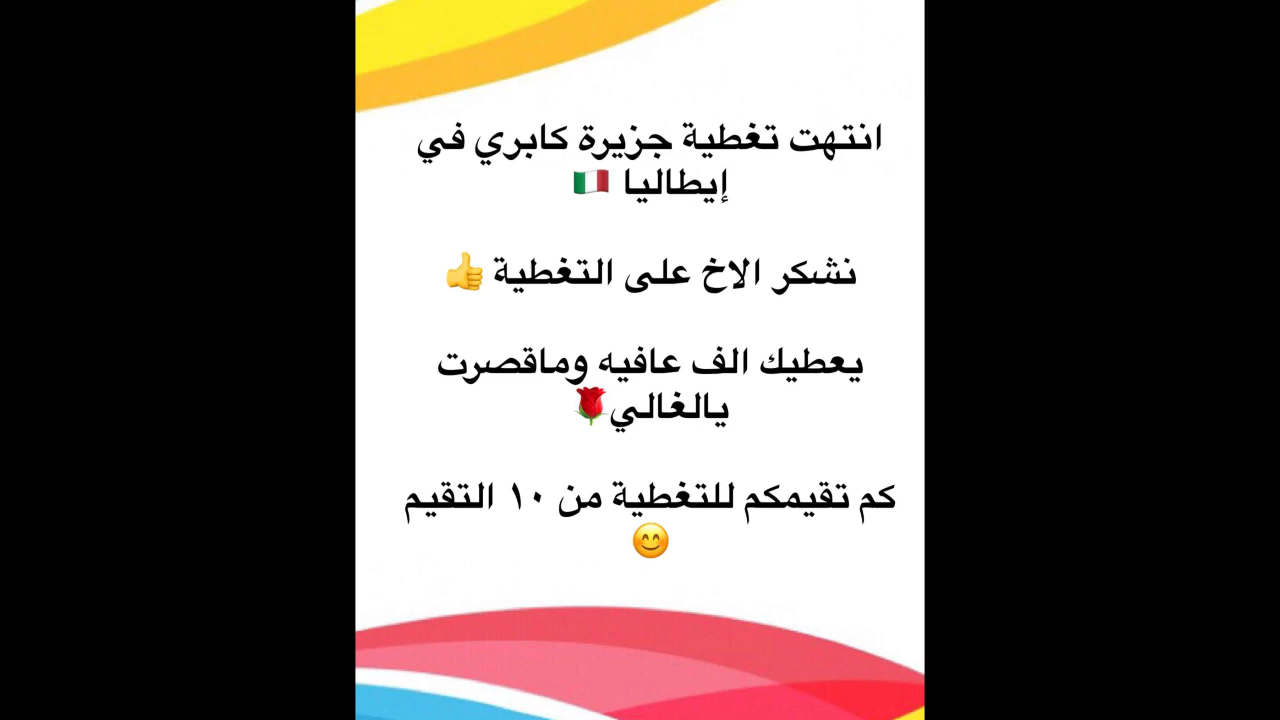 انتهت تغطية جزيرة كابري في
إيطاليا 🇮🇹
نشكر الاخ على التغطية 👍
يعطيك الف عافيه وماقصرت
يالغالي🌹
كم تقيمكم للتغطية من ١٠ التقيم
😊